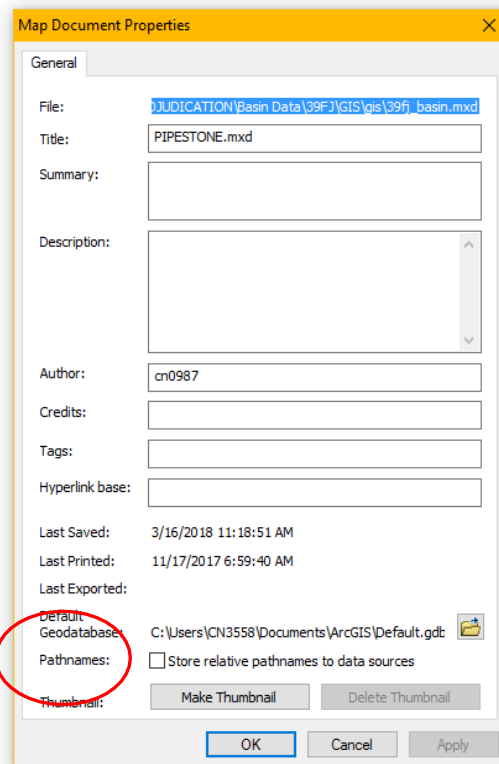 Map Document Properties
General
File: DJUDICATION\Basin Data\39FJ\GIS\gis\39fj_basin.mxd
Title: PIPESTONE.mxd
Summary:
Description:
Author: cn0987
Credits:
Tags:
Hyperlink base:
Last Saved: 3/16/2018 11:18:51 AM
Last Printed: 11/17/2017 6:59:40 AM
Last Exported:
Default
Geodatabase: C:\Users\CN3558\Documents\ArcGIS\Default.gdb
Pathnames: Store relative pathnames to data sources
Thumbnail: Make Thumbnail Delete Thumbnail
OK Cancel Apply